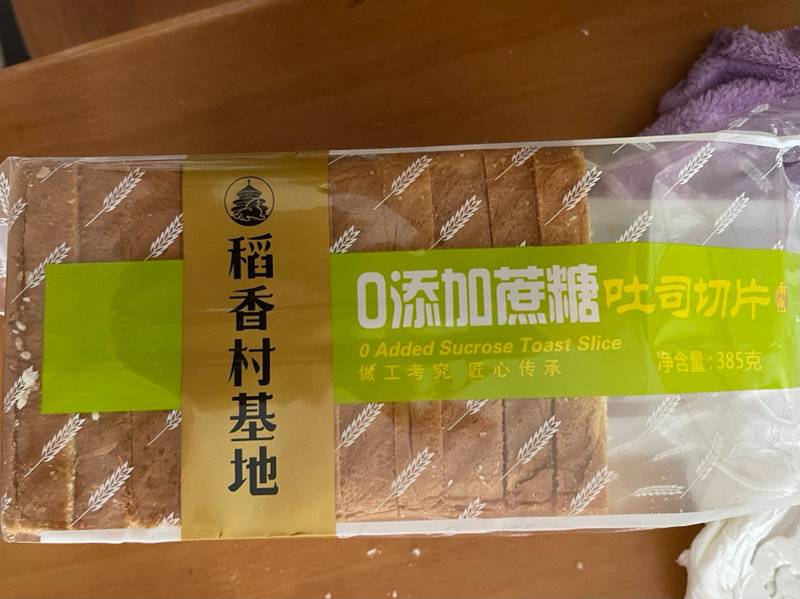 稻香村基地
0添加蔗糖吐司切片
0 Added Sucrose Toast Slice
做工考究 匠心传承
净含量:385克